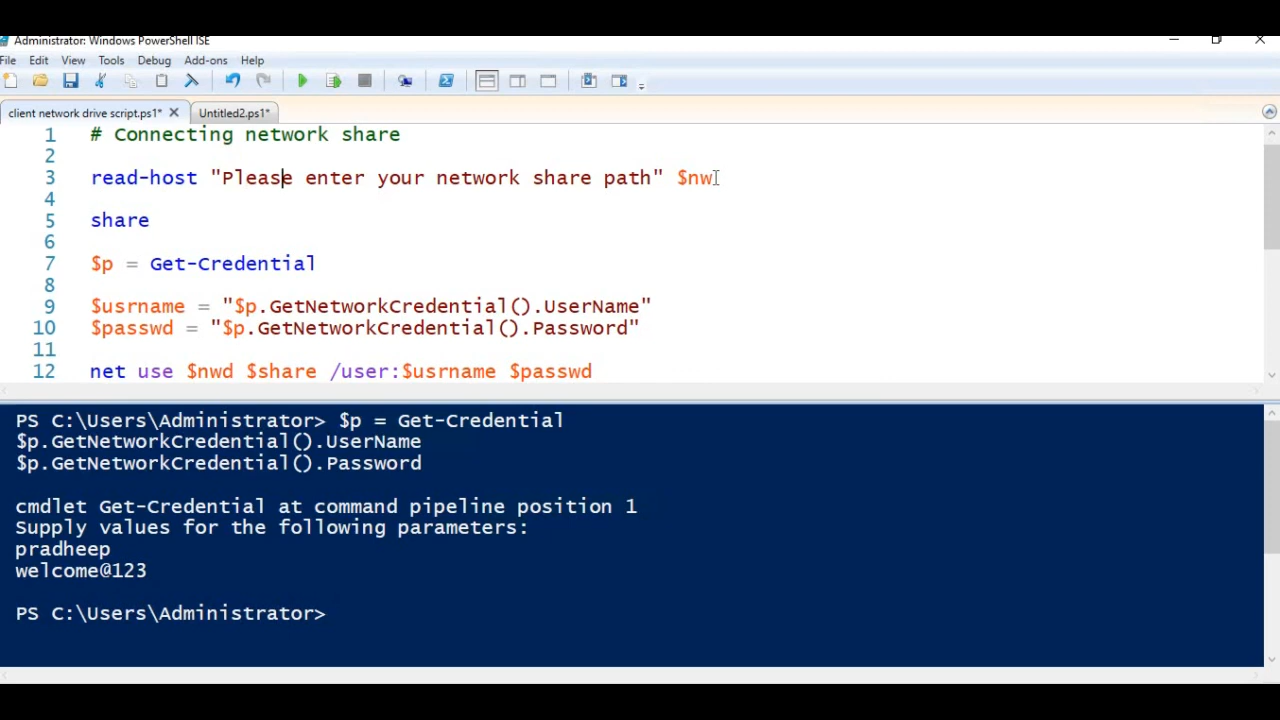 Administrator: Windows PowerShell ISE
File Edit View Tools Debug Add-ons Help
client network drive script.ps1* Untitled2.ps1*
1 # Connecting network share
2
3 read-host "Please enter your network share path" $nw
4
5 share
6
7 $p = Get-Credential
8
9 $usrname = "$p.GetNetworkCredential().UserName"
10 $passwd = "$p.GetNetworkCredential().Password"
11
12 net use $nwd $share /user:$usrname $passwd
PS C:\Users\Administrator> $p = Get-Credential
$p.GetNetworkCredential().UserName
$p.GetNetworkCredential().Password
cmdlet Get-Credential at command pipeline position 1
Supply values for the following parameters:
pradheep
welcome@123
PS C:\Users\Administrator>